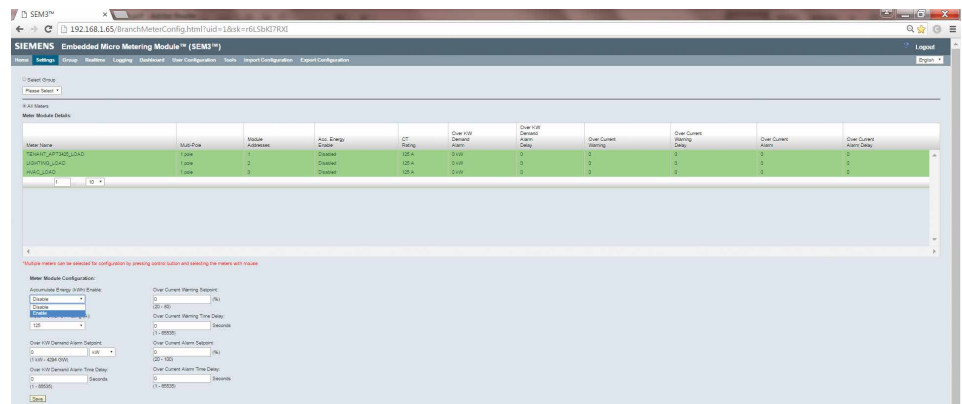 SEM3™
192.168.1.65/BranchMeterConfig.html?uid=1&sk=r6LSbKI7RXI
SIEMENS Embedded Micro Metering Module™ (SEM3™)
? Logout
Home Settings Group Realtime Logging Dashboard User Configuration Tools Import Configuration Export Configuration
English
Select Group
Please Select
All Meters
Meter Module Details:
Meter Name Multi-Pole Module Addresses Acc. Energy Enable CT Rating Over KW Demand Alarm Over KW Demand Alarm Delay Over Current Warning Over Current Warning Delay Over Current Alarm Over Current Alarm Delay
TENANT_APT3425_LOAD 1 pole 1 Disabled 125 A 0 kW 0 0 0 0 0
LIGHTING_LOAD 1 pole 2 Disabled 125 A 0 kW 0 0 0 0 0
HVAC_LOAD 1 pole 3 Disabled 125 A 0 kW 0 0 0 0 0
1 10
*Multiple meters can be selected for configuration by pressing control button and selecting the meters with mouse
Meter Module Configuration:
Accumulate Energy (kWh) Enable: Over Current Warning Setpoint:
Disable 0 (%)
Disable (20 - 80)
Enable Over Current Warning Time Delay:
125 0 Seconds
(1 - 65535)
Over KW Demand Alarm Setpoint: Over Current Alarm Setpoint:
0 kW 0 (%)
(1 kW - 4294 GW) (20 - 100)
Over KW Demand Alarm Time Delay: Over Current Alarm Time Delay:
0 Seconds 0 Seconds
(1 - 65535) (1 - 65535)
Save